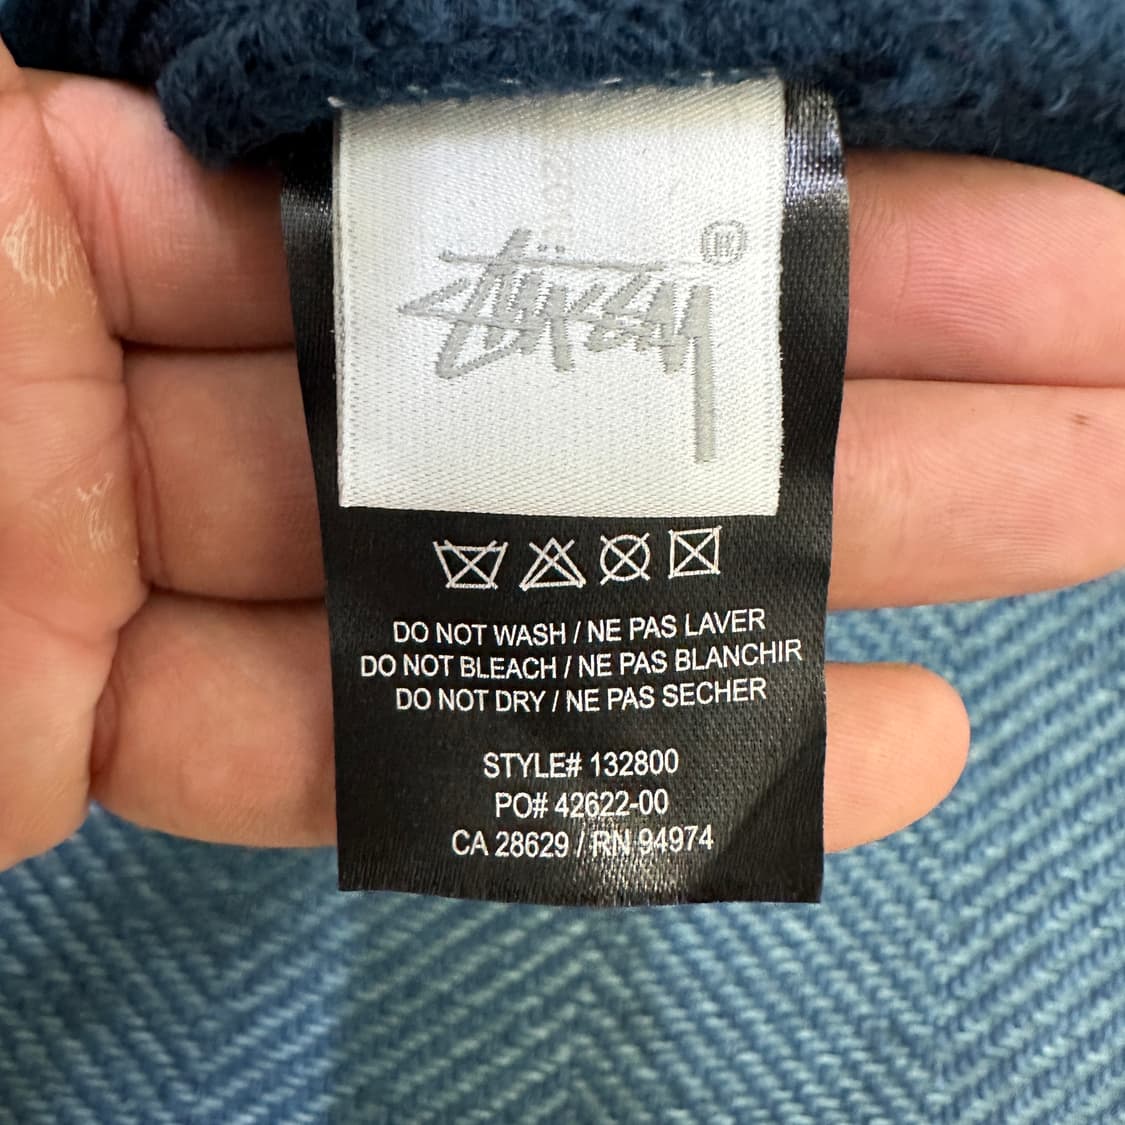 Stüssy ®
DO NOT WASH / NE PAS LAVER
DO NOT BLEACH / NE PAS BLANCHIR
DO NOT DRY / NE PAS SECHER
STYLE# 132800
PO# 42622-00
CA 28629 / RN 94974